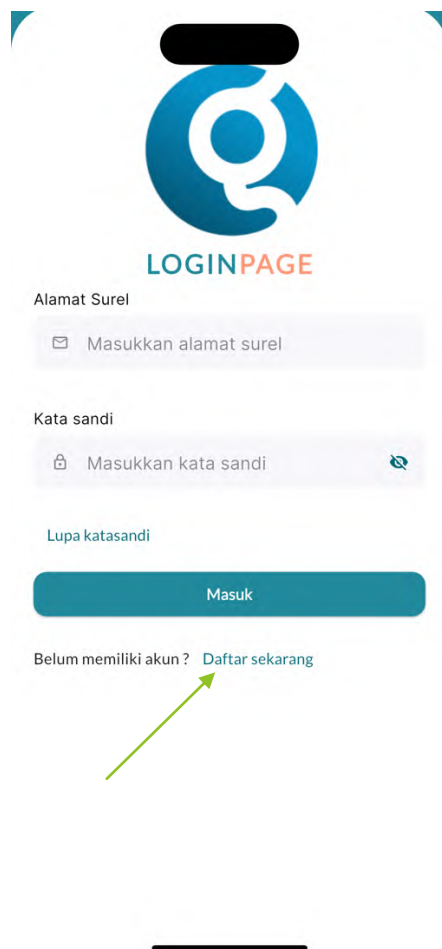 LOGINPAGE
Alamat Surel
Masukkan alamat surel
Kata sandi
Masukkan kata sandi
Lupa katasandi
Masuk
Belum memiliki akun ? Daftar sekarang